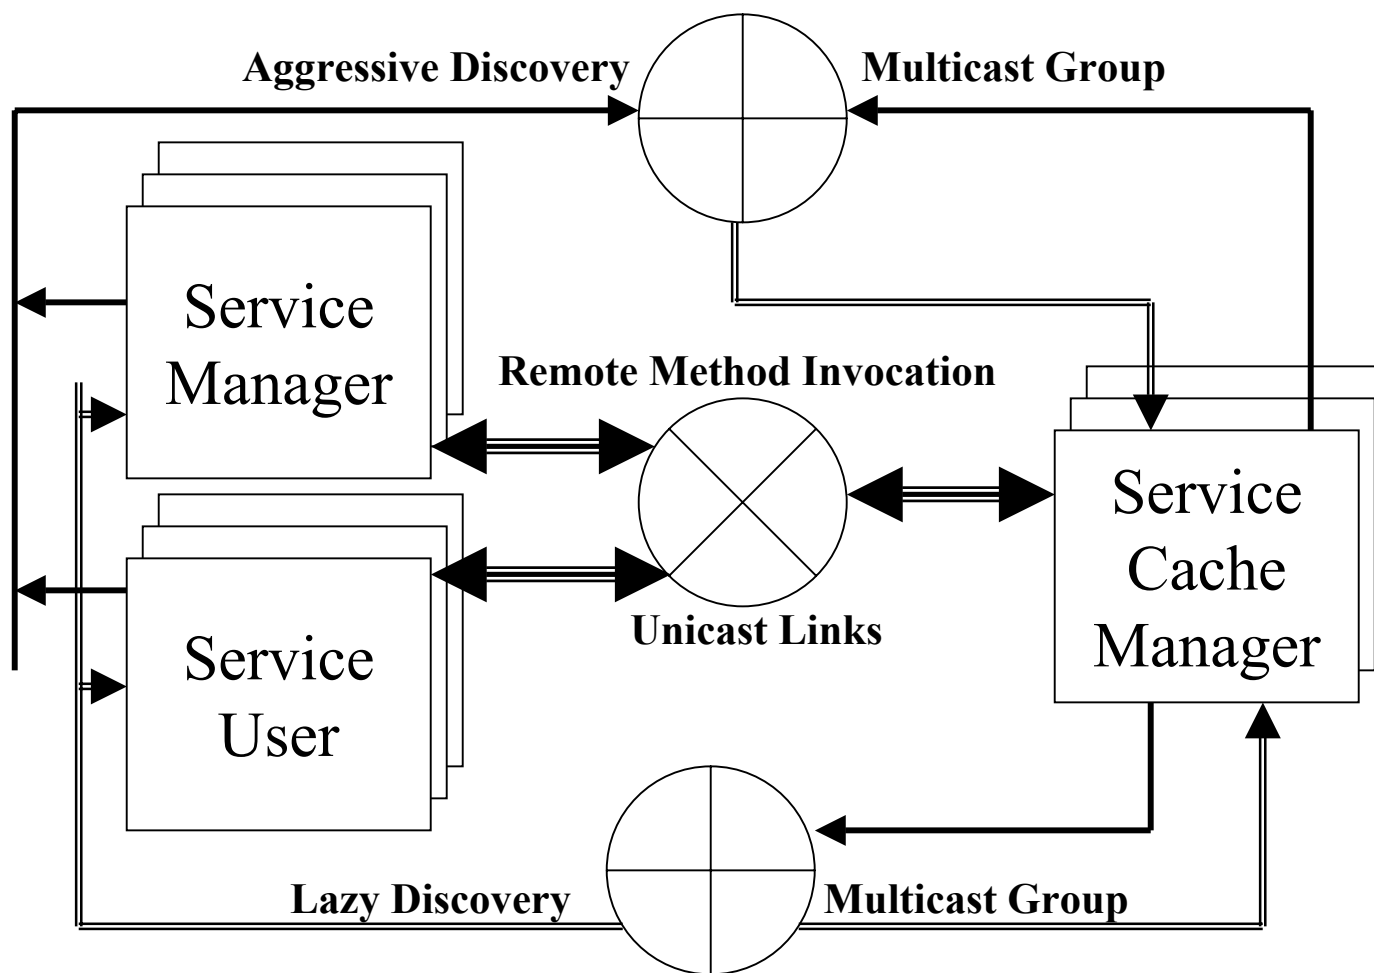 Aggressive Discovery
Multicast Group
Service
Manager
Remote Method Invocation
Service
Cache
Manager
Unicast Links
Service
User
Lazy Discovery
Multicast Group